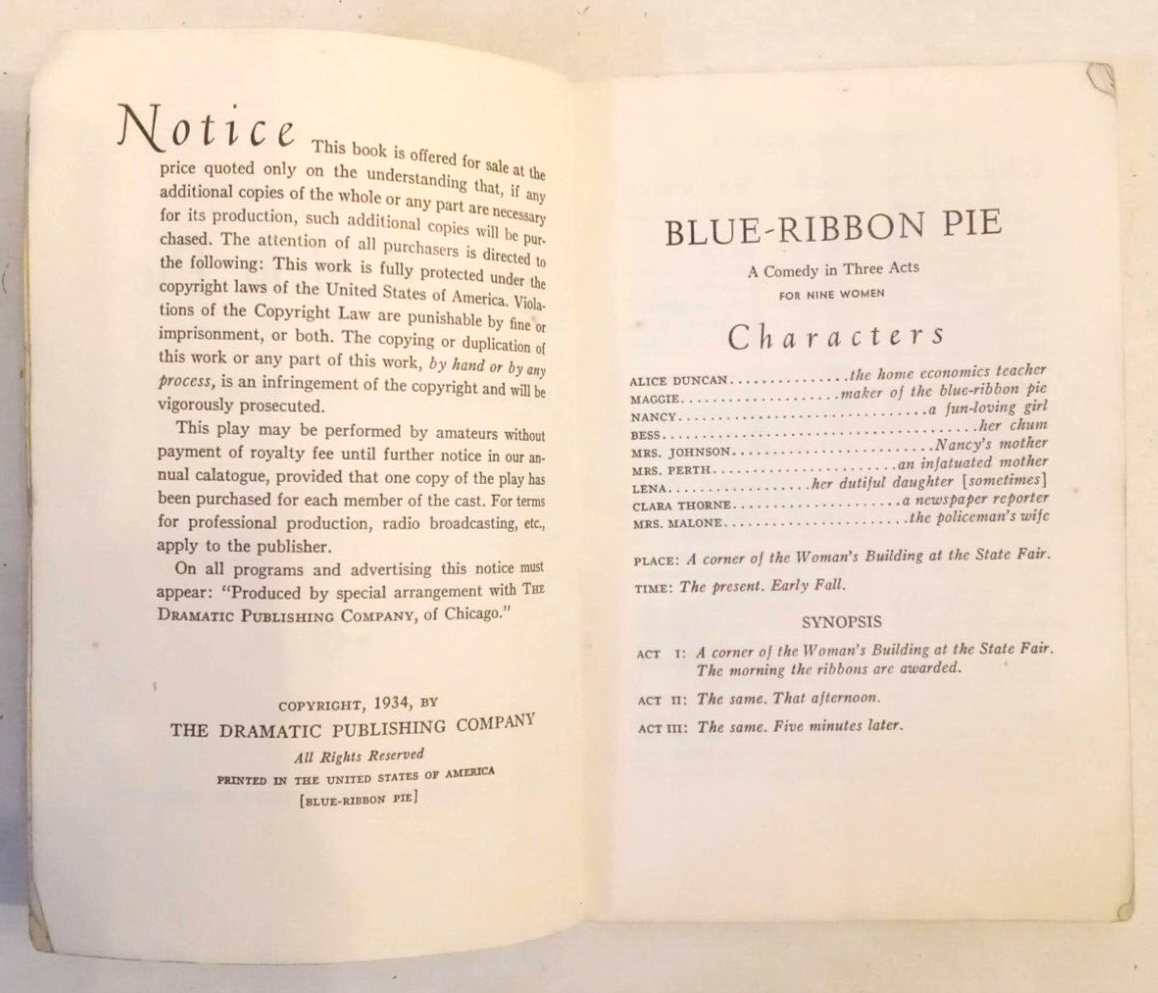 Notice This book is offered for sale at the
price quoted only on the understanding that, if any
additional copies of the whole or any part are necessary
for its production, such additional copies will be pur-
chased. The attention of all purchasers is directed to
the following: This work is fully protected under the
copyright laws of the United States of America. Viola-
tions of the Copyright Law are punishable by fine or
imprisonment, or both. The copying or duplication of
this work or any part of this work, by hand or by any
process, is an infringement of the copyright and will be
vigorously prosecuted.
This play may be performed by amateurs without
payment of royalty fee until further notice in our an-
nual calatogue, provided that one copy of the play has
been purchased for each member of the cast. For terms
for professional production, radio broadcasting, etc.,
apply to the publisher.
On all programs and advertising this notice must
appear: "Produced by special arrangement with THE
DRAMATIC PUBLISHING COMPANY, of Chicago."
COPYRIGHT, 1934, BY
THE DRAMATIC PUBLISHING COMPANY
All Rights Reserved
PRINTED IN THE UNITED STATES OF AMERICA
[BLUE-RIBBON PIE]
BLUE-RIBBON PIE
A Comedy in Three Acts
FOR NINE WOMEN
Characters
ALICE DUNCAN...............the home economics teacher
MAGGIE....................maker of the blue-ribbon pie
NANCY................................a fun-loving girl
BESS........................................her chum
MRS. JOHNSON.........................Nancy's mother
MRS. PERTH.......................an infatuated mother
LENA..................her dutiful daughter [sometimes]
CLARA THORNE.....................a newspaper reporter
MRS. MALONE.......................the policeman's wife
PLACE: A corner of the Woman's Building at the State Fair.
TIME: The present. Early Fall.
SYNOPSIS
ACT I: A corner of the Woman's Building at the State Fair.
The morning the ribbons are awarded.
ACT II: The same. That afternoon.
ACT III: The same. Five minutes later.